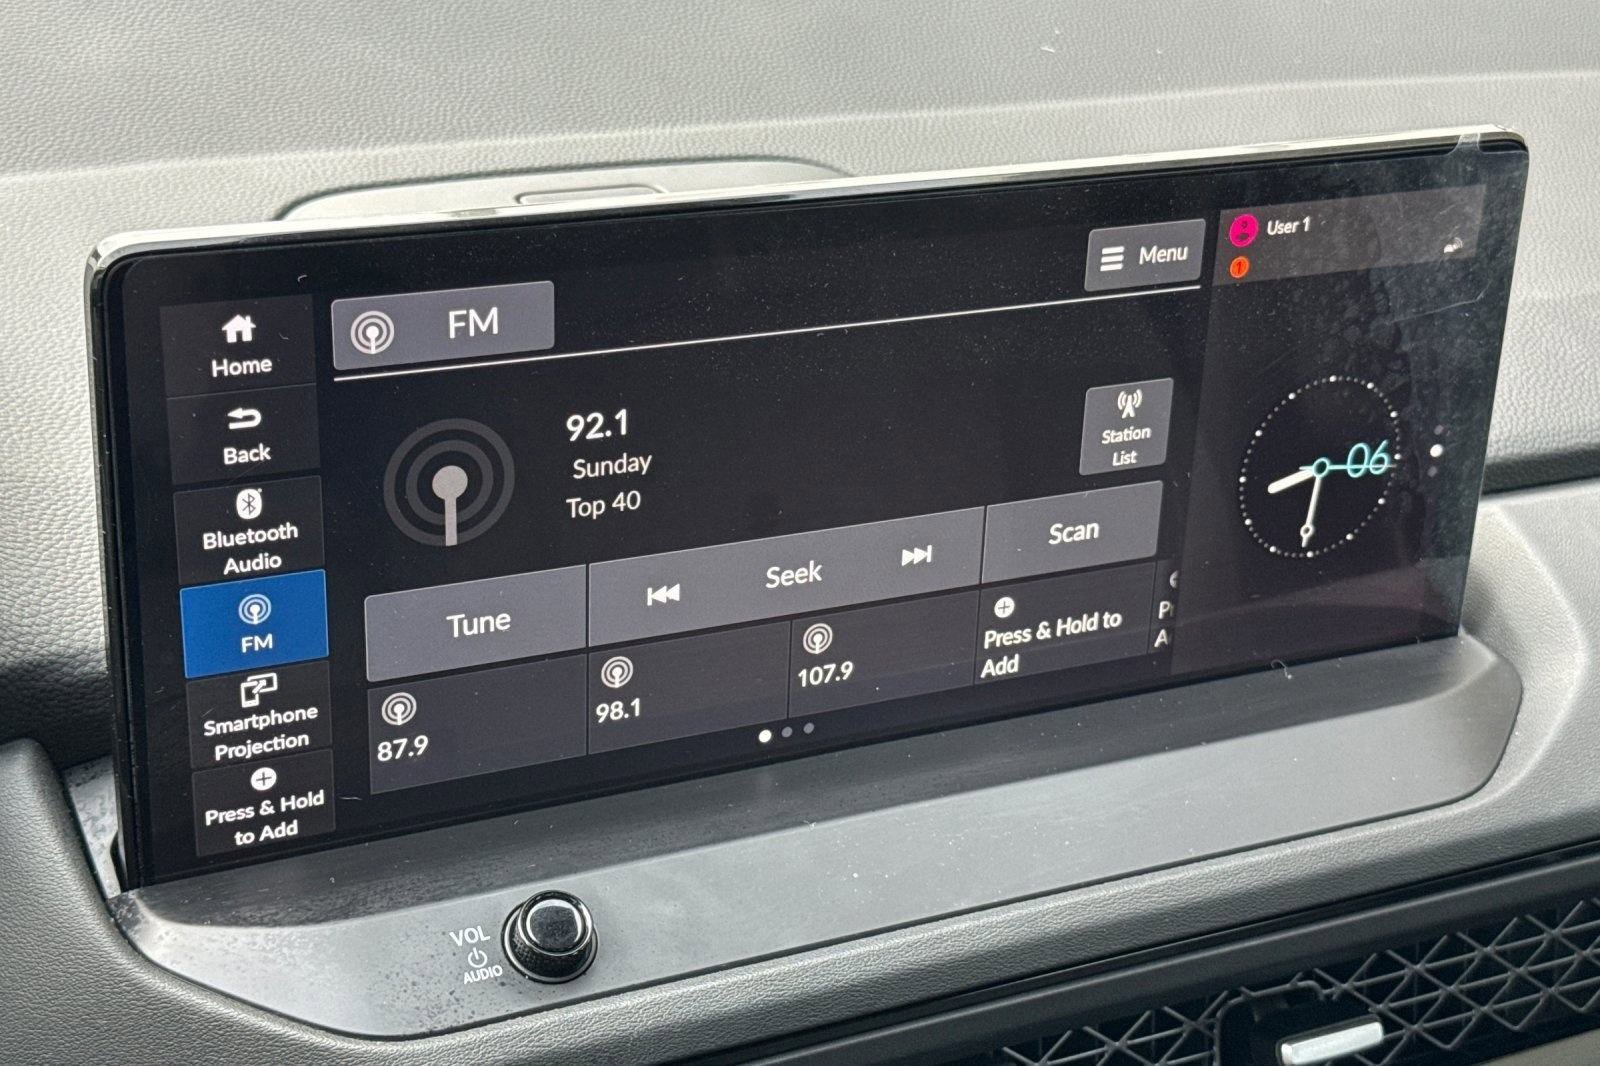 Home
Back
Bluetooth
Audio
FM
Smartphone
Projection
Press & Hold
to Add
FM
Menu
92.1
Sunday
Top 40
Station
List
Tune
Seek
Scan
87.9
98.1
107.9
Press & Hold to
Add
User 1
1
06
VOL
AUDIO